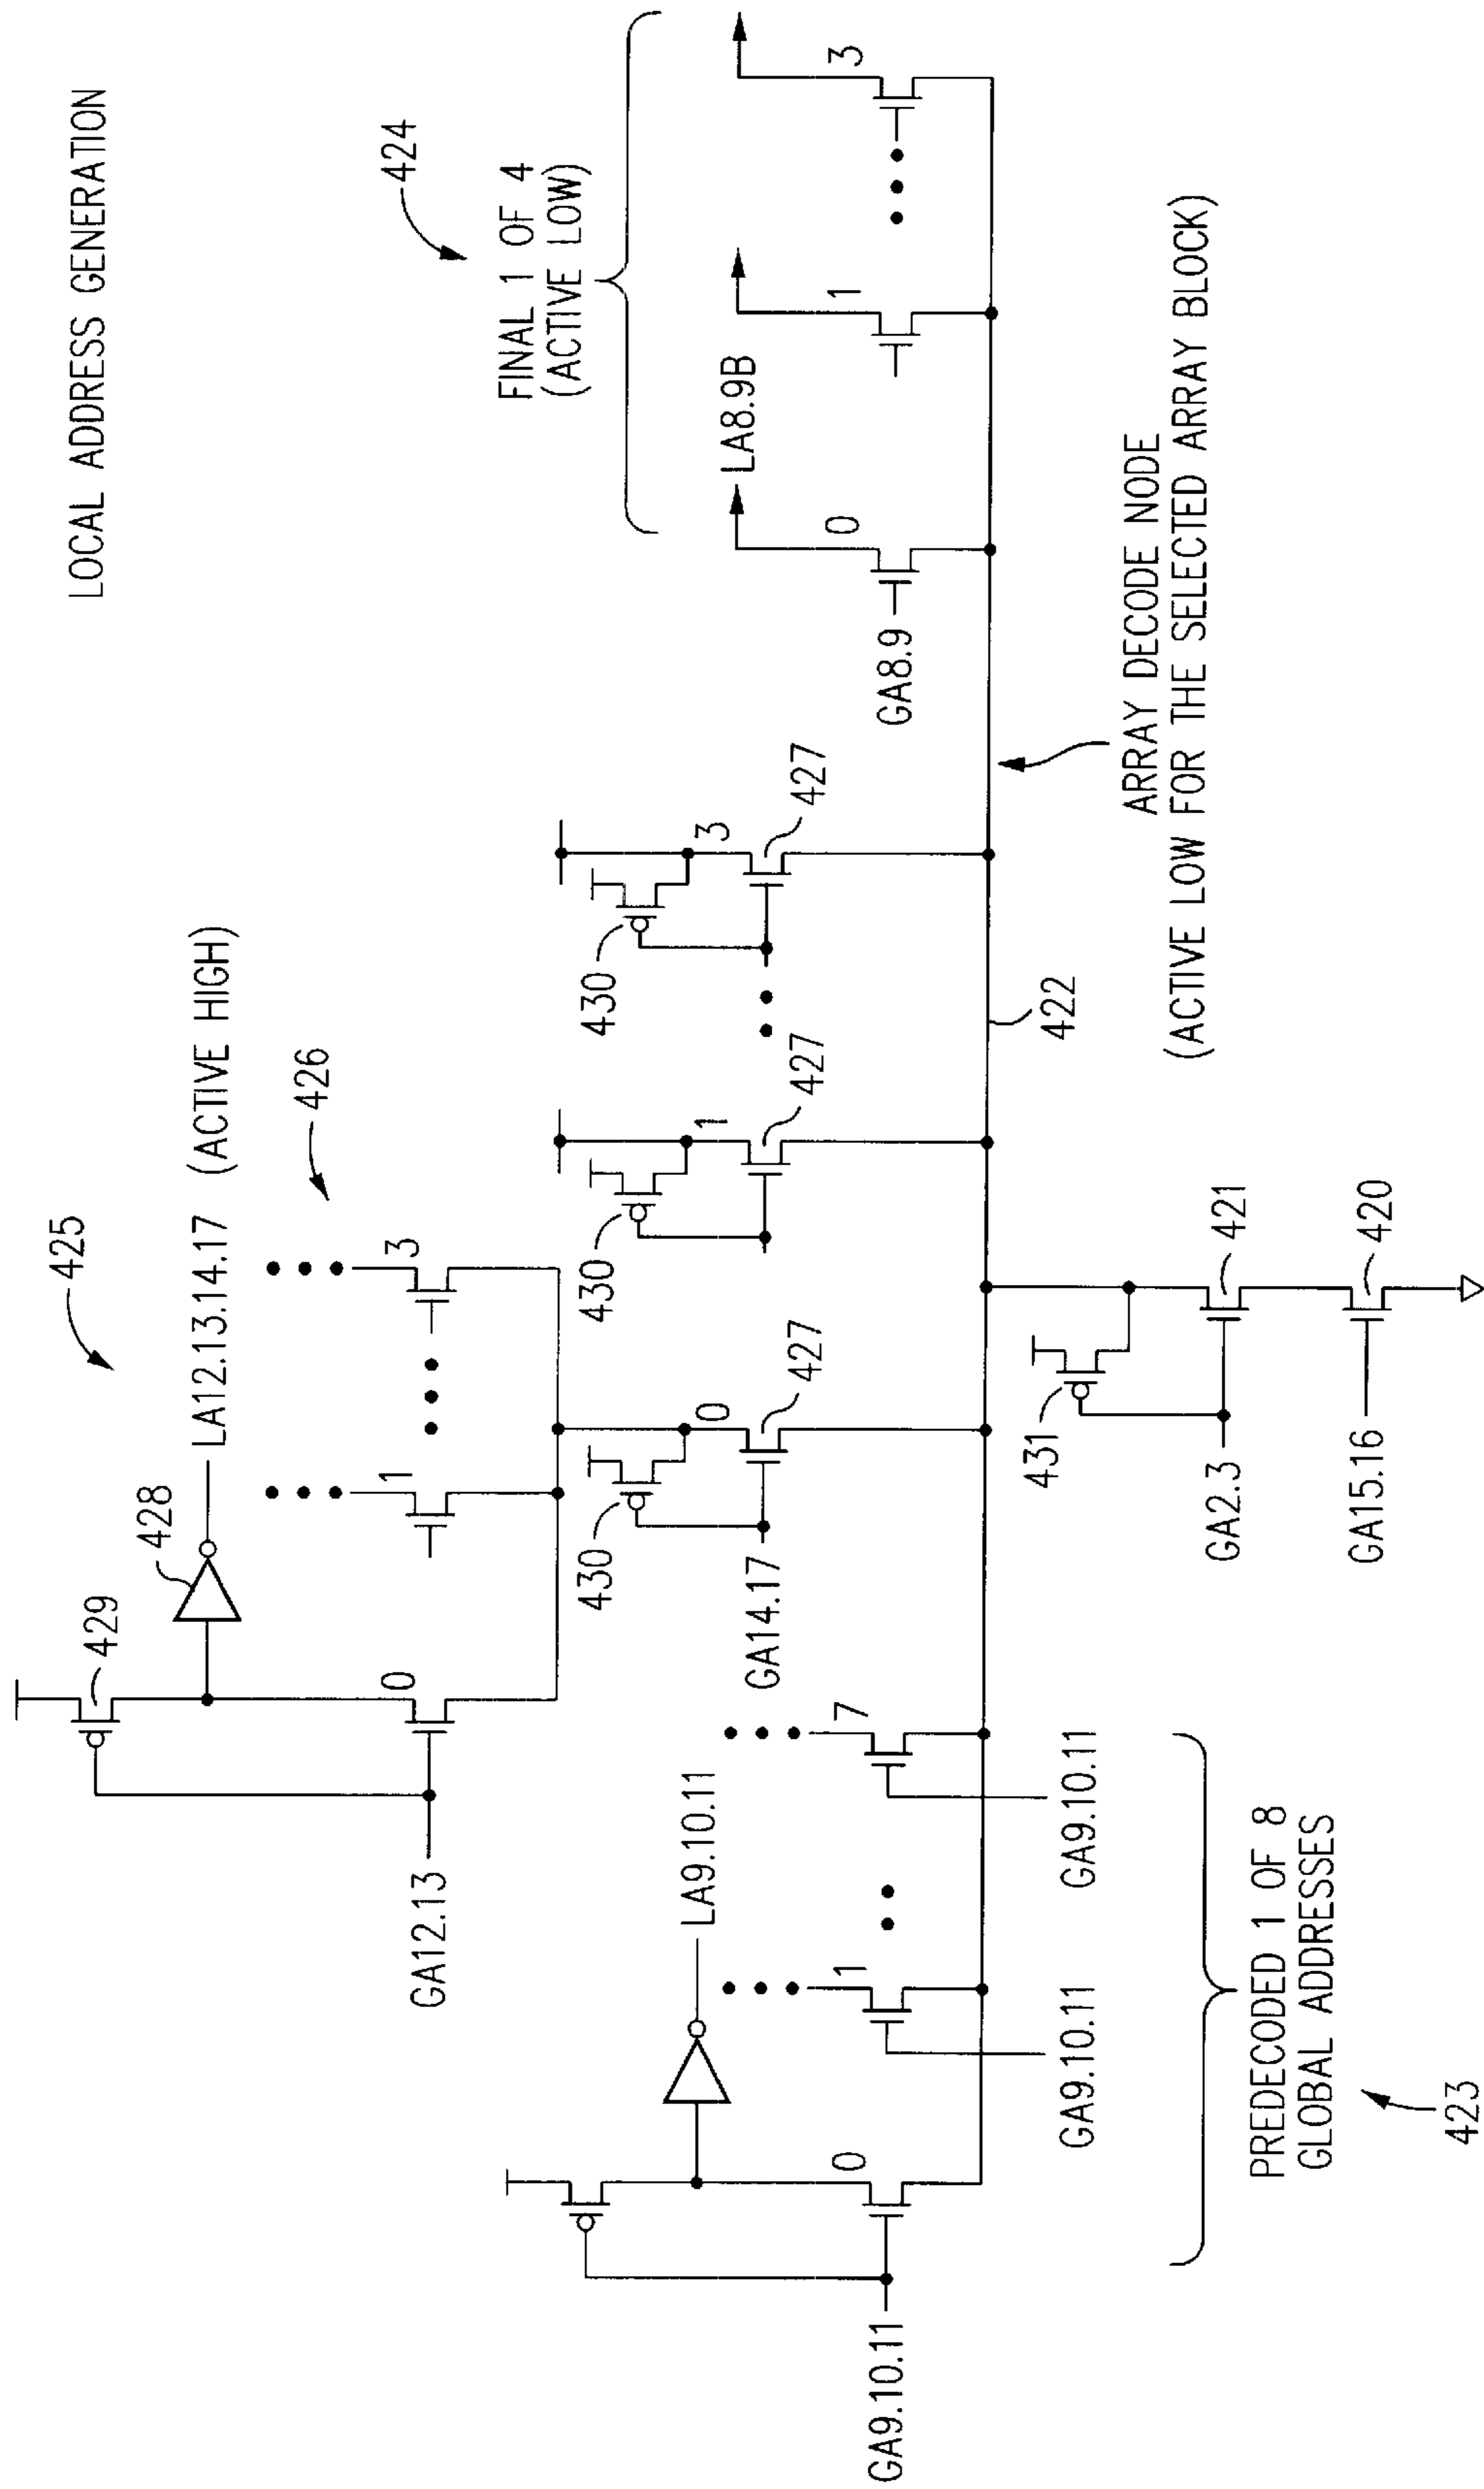 LOCAL ADDRESS GENERATION
424
FINAL 1 OF 4
(ACTIVE LOW)
LA8.9B
0
1
3
GA8.9
425
LA12.13.14.17 (ACTIVE HIGH)
428
429
426
0
1
3
GA12.13
430
430
430
0
1
3
427
427
427
GA14.17
LA9.10.11
0
1
7
GA9.10.11
GA9.10.11
GA9.10.11
PREDECODED 1 OF 8
GLOBAL ADDRESSES
423
431
421
GA2.3
420
GA15.16
422
ARRAY DECODE NODE
(ACTIVE LOW FOR THE SELECTED ARRAY BLOCK)